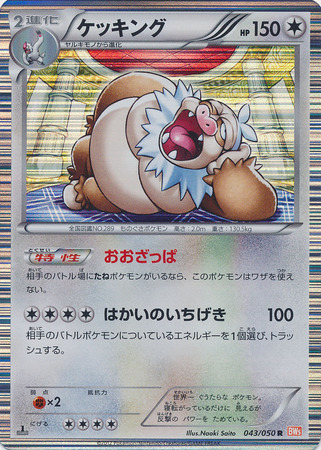 2進化
ケッキング
HP150
ヤルキモノから進化
全国図鑑NO.289 ものぐさポケモン 高さ：2.0m 重さ：130.5kg
特性 おおざっぱ
相手のバトル場にたねポケモンがいるなら、このポケモンはワザを使えない。
はかいのいちげき 100
相手のバトルポケモンについているエネルギーを1個選び、トラッシュする。
弱点 抵抗力
×2
にげる
世界一 ぐうたらな ポケモン。
寝転がっているだけに 見えるが
反撃の パワーを ためている。
Illus.Naoki Saito
043/050 R